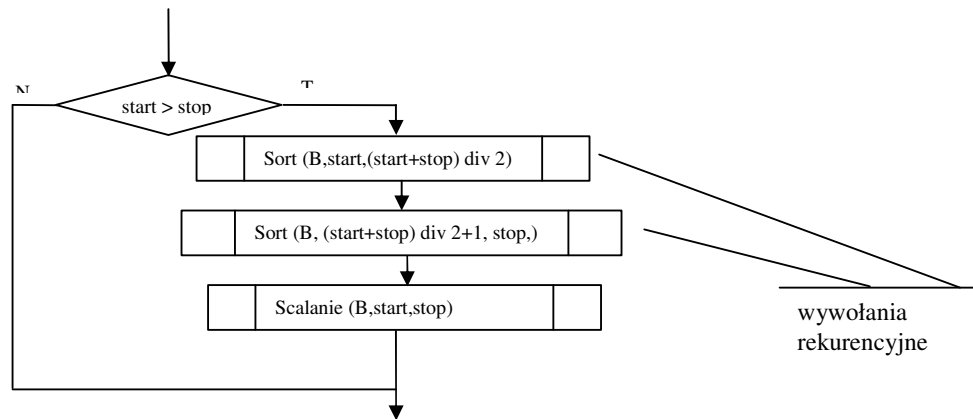 N
T
start > stop
Sort (B,start,(start+stop) div 2)
Sort (B, (start+stop) div 2+1, stop,)
Scalanie (B,start,stop)
wywołania
rekurencyjne